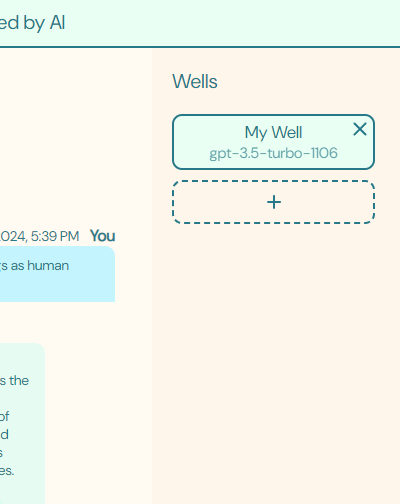 ed by AI
Wells
My Well
gpt-3.5-turbo-1106
024, 5:39 PM You
gs as human
s the
of
d
s
es.